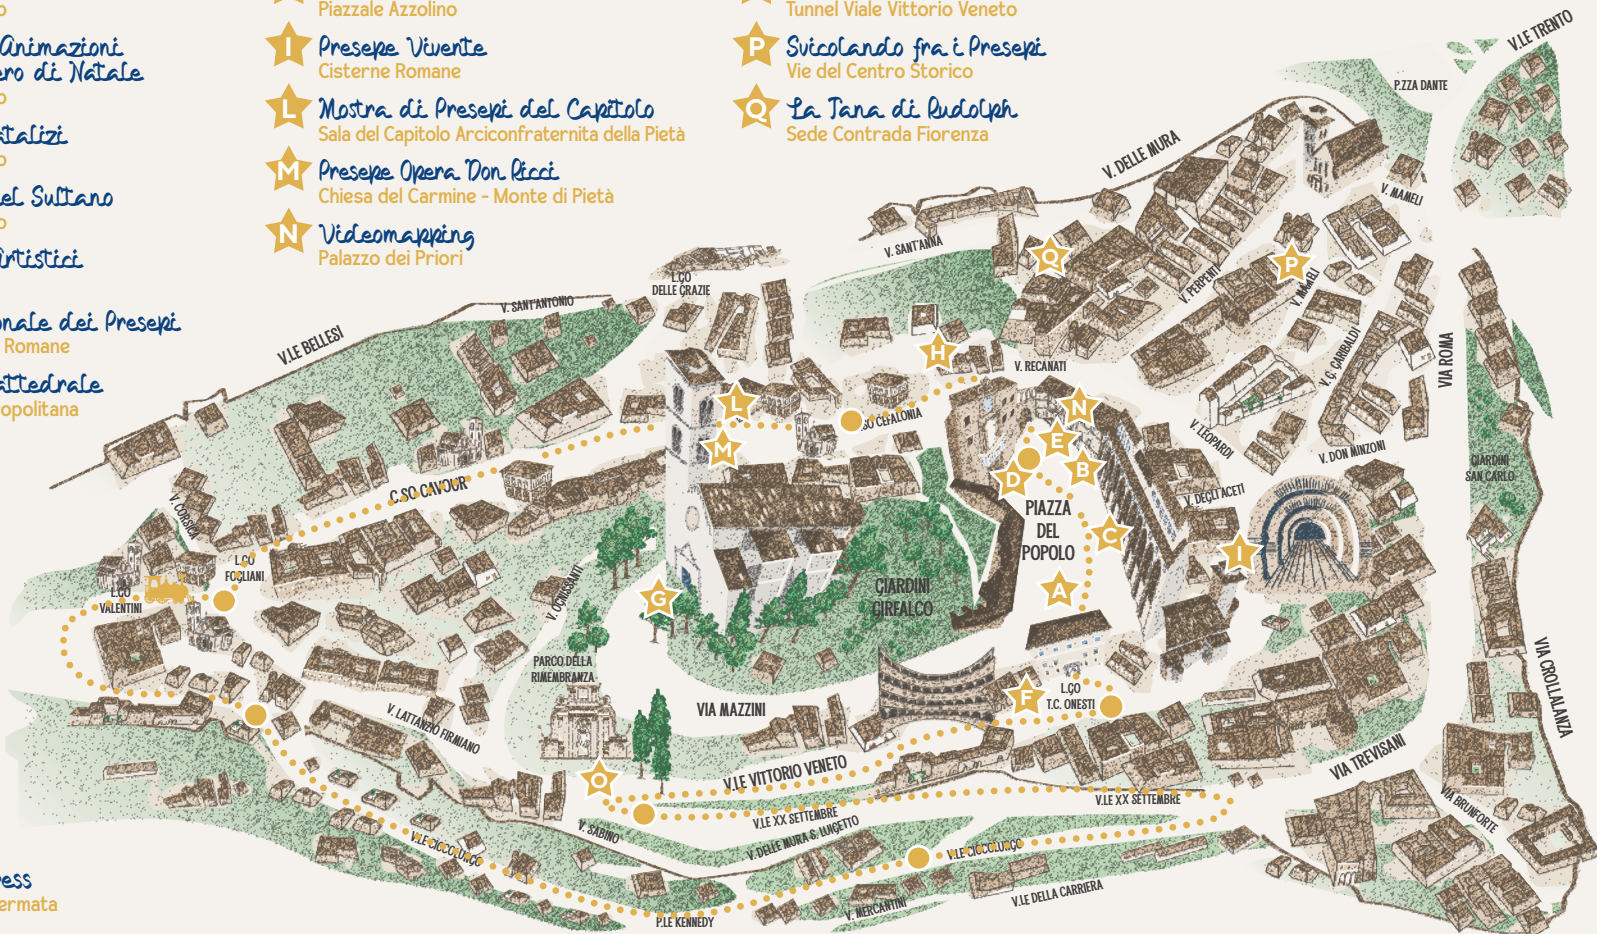 o
Animazioni
ero di Natale
o
atalizi
o
el Sultano
o
Artistici
onale dei Presepi
Romane
attedrale
opolitana
ress
ermata
Piazzale Azzolino
I Presepe Vivente
Cisterne Romane
L Mostra di Presepi del Capitolo
Sala del Capitolo Arciconfraternita della Pietà
M Presepe Opera Don Ricci
Chiesa del Carmine - Monte di Pietà
N Videomapping
Palazzo dei Priori
Tunnel Viale Vittorio Veneto
P Svicolando fra i Presepi
Vie del Centro Storico
Q La Tana di Rudolph
Sede Contrada Fiorenza
V.LE TRENTO
P.ZZA DANTE
V. DELLE MURA
V. MAMELI
V. SANT'ANNA
Q
P
L.GO
DELLE GRAZIE
V. PERPENTI
V. MAMELI
V. SANT'ANTONIO
V.LE BELLESI
H
V. RECANATI
V. G. GARIBALDI
VIA ROMA
L
N
SO CEFALONIA
M
E
B
D
V. LEOPARDI
V. DON MINZONI
GIARDINI
SAN CARLO
C.SO CAVOUR
V. DEGLI ACETI
V. CORSICA
PIAZZA
DEL
POPOLO
C
I
L.GO
FOGLIANI
L.GO
VALENTINI
V. OGNISSANTI
G
GIARDINI
GIRFALCO
A
PARCO DELLA
RIMEMBRANZA
VIA CROLLALANZA
F
L.GO
T.C. ONESTI
VIA MAZZINI
V. LATTANZIO FIRMIANO
O
V.LE VITTORIO VENETO
VIA TREVISANI
V.LE XX SETTEMBRE
V.LE XX SETTEMBRE
VIA BRUNFORTE
V. SABINO
V. DELLE MURA S. LUIGETTO
V.LE CICCOLUNGO
V.LE CICCOLUNGO
V.LE DELLA CARRIERA
V. MERCANTINI
P.LE KENNEDY